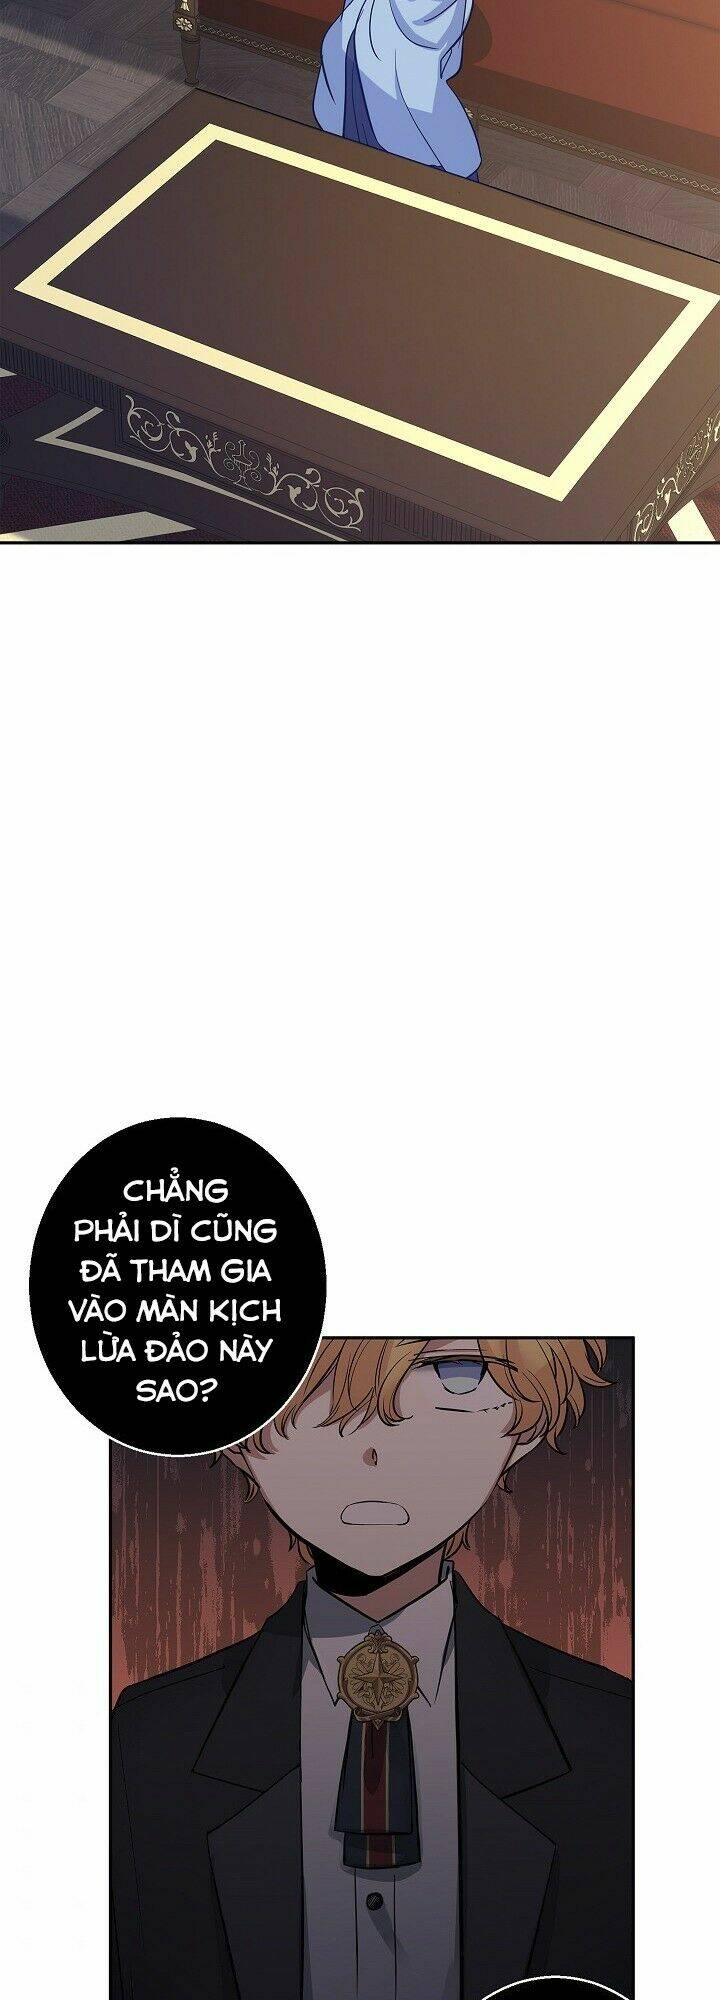 CHẲNG
PHẢI DÌ CŨNG
ĐÃ THAM GIA
VÀO MÀN KỊCH
LỪA ĐẢO NÀY
SAO?